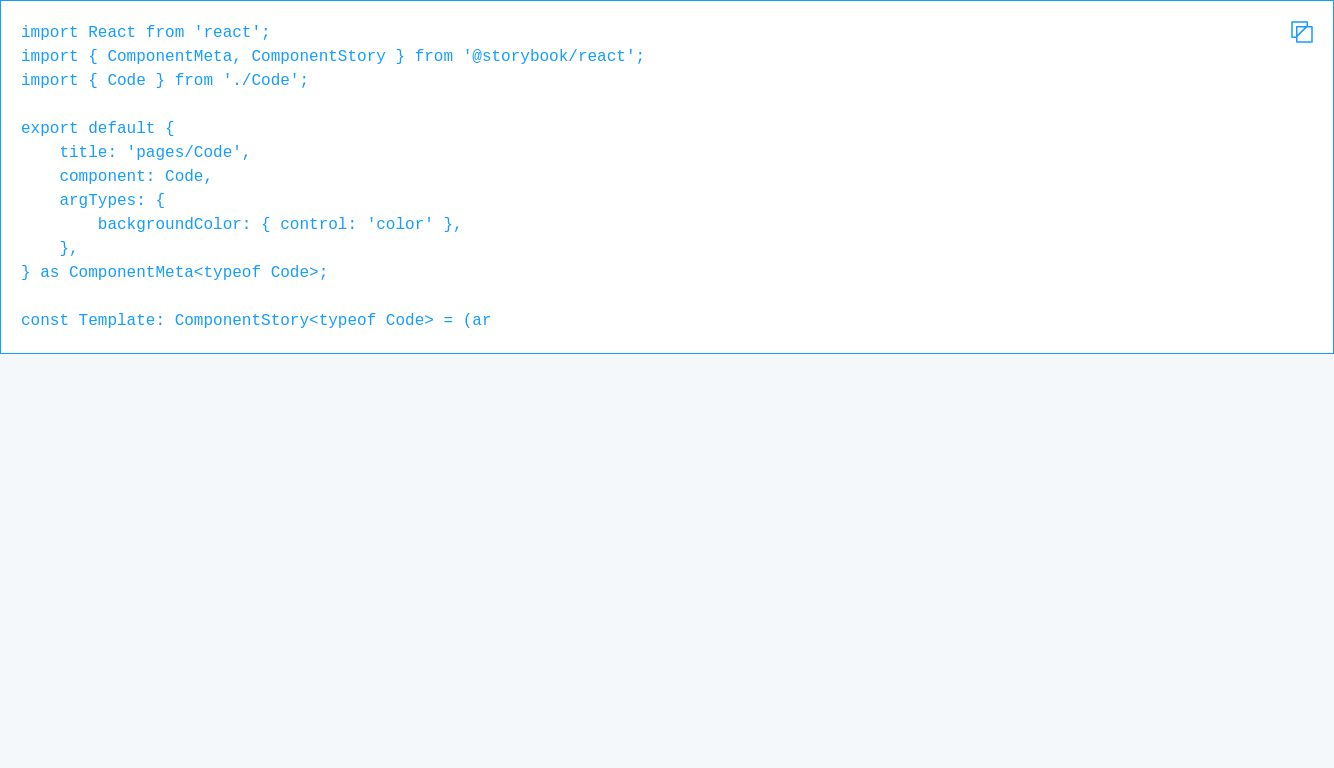 import React from 'react';
import { ComponentMeta, ComponentStory } from '@storybook/react';
import { Code } from './Code';

export default {
    title: 'pages/Code',
    component: Code,
    argTypes: {
        backgroundColor: { control: 'color' },
    },
} as ComponentMeta<typeof Code>;

const Template: ComponentStory<typeof Code> = (ar